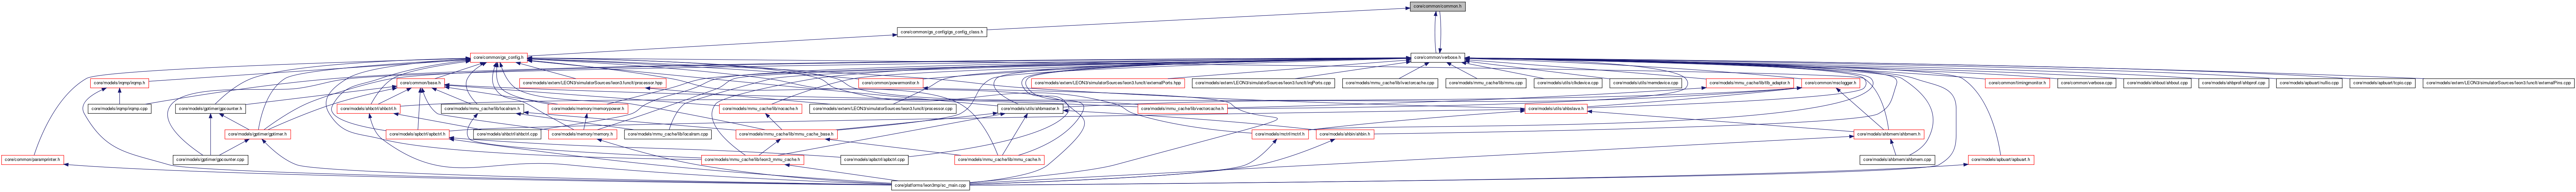 core/common/common.h
core/common/gs_config/gs_config_class.h
core/common/gs_config.h
core/common/verbose.h
core/models/irqmp/irqmp.h
core/common/base.h
core/models/extern/LEON3/simulatorSources/leon3.funclt/processor.hpp
core/common/powermonitor.h
core/models/extern/LEON3/simulatorSources/leon3.funclt/externalPorts.hpp
core/models/extern/LEON3/simulatorSources/leon3.funclt/irqPorts.cpp
core/models/mmu_cache/lib/vectorcache.cpp
core/models/mmu_cache/lib/mmu.cpp
core/models/utils/clkdevice.cpp
core/models/utils/memdevice.cpp
core/models/mmu_cache/lib/tlb_adaptor.h
core/common/msclogger.h
core/common/timingmonitor.h
core/common/verbose.cpp
core/models/ahbout/ahbout.cpp
core/models/ahbprof/ahbprof.cpp
core/models/apbuart/nullio.cpp
core/models/apbuart/tcpio.cpp
core/models/extern/LEON3/simulatorSources/leon3.funclt/externalPins.cpp
core/models/irqmp/irqmp.cpp
core/models/gptimer/gpcounter.h
core/models/ahbctrl/ahbctrl.h
core/models/mmu_cache/lib/localram.h
core/models/memory/memorypower.h
core/models/mmu_cache/lib/nocache.h
core/models/extern/LEON3/simulatorSources/leon3.funclt/processor.cpp
core/models/utils/ahbmaster.h
core/models/mmu_cache/lib/vectorcache.h
core/models/utils/ahbslave.h
core/models/gptimer/gptimer.h
core/models/apbctrl/apbctrl.h
core/models/ahbctrl/ahbctrl.cpp
core/models/memory/memory.h
core/models/mmu_cache/lib/localram.cpp
core/models/mmu_cache/lib/mmu_cache_base.h
core/models/mctrl/mctrl.h
core/models/ahbin/ahbin.h
core/models/ahbmem/ahbmem.h
core/common/paramprinter.h
core/models/gptimer/gpcounter.cpp
core/models/mmu_cache/lib/leon3_mmu_cache.h
core/models/apbctrl/apbctrl.cpp
core/models/mmu_cache/lib/mmu_cache.h
core/models/ahbmem/ahbmem.cpp
core/models/apbuart/apbuart.h
core/platforms/leon3mp/sc_main.cpp